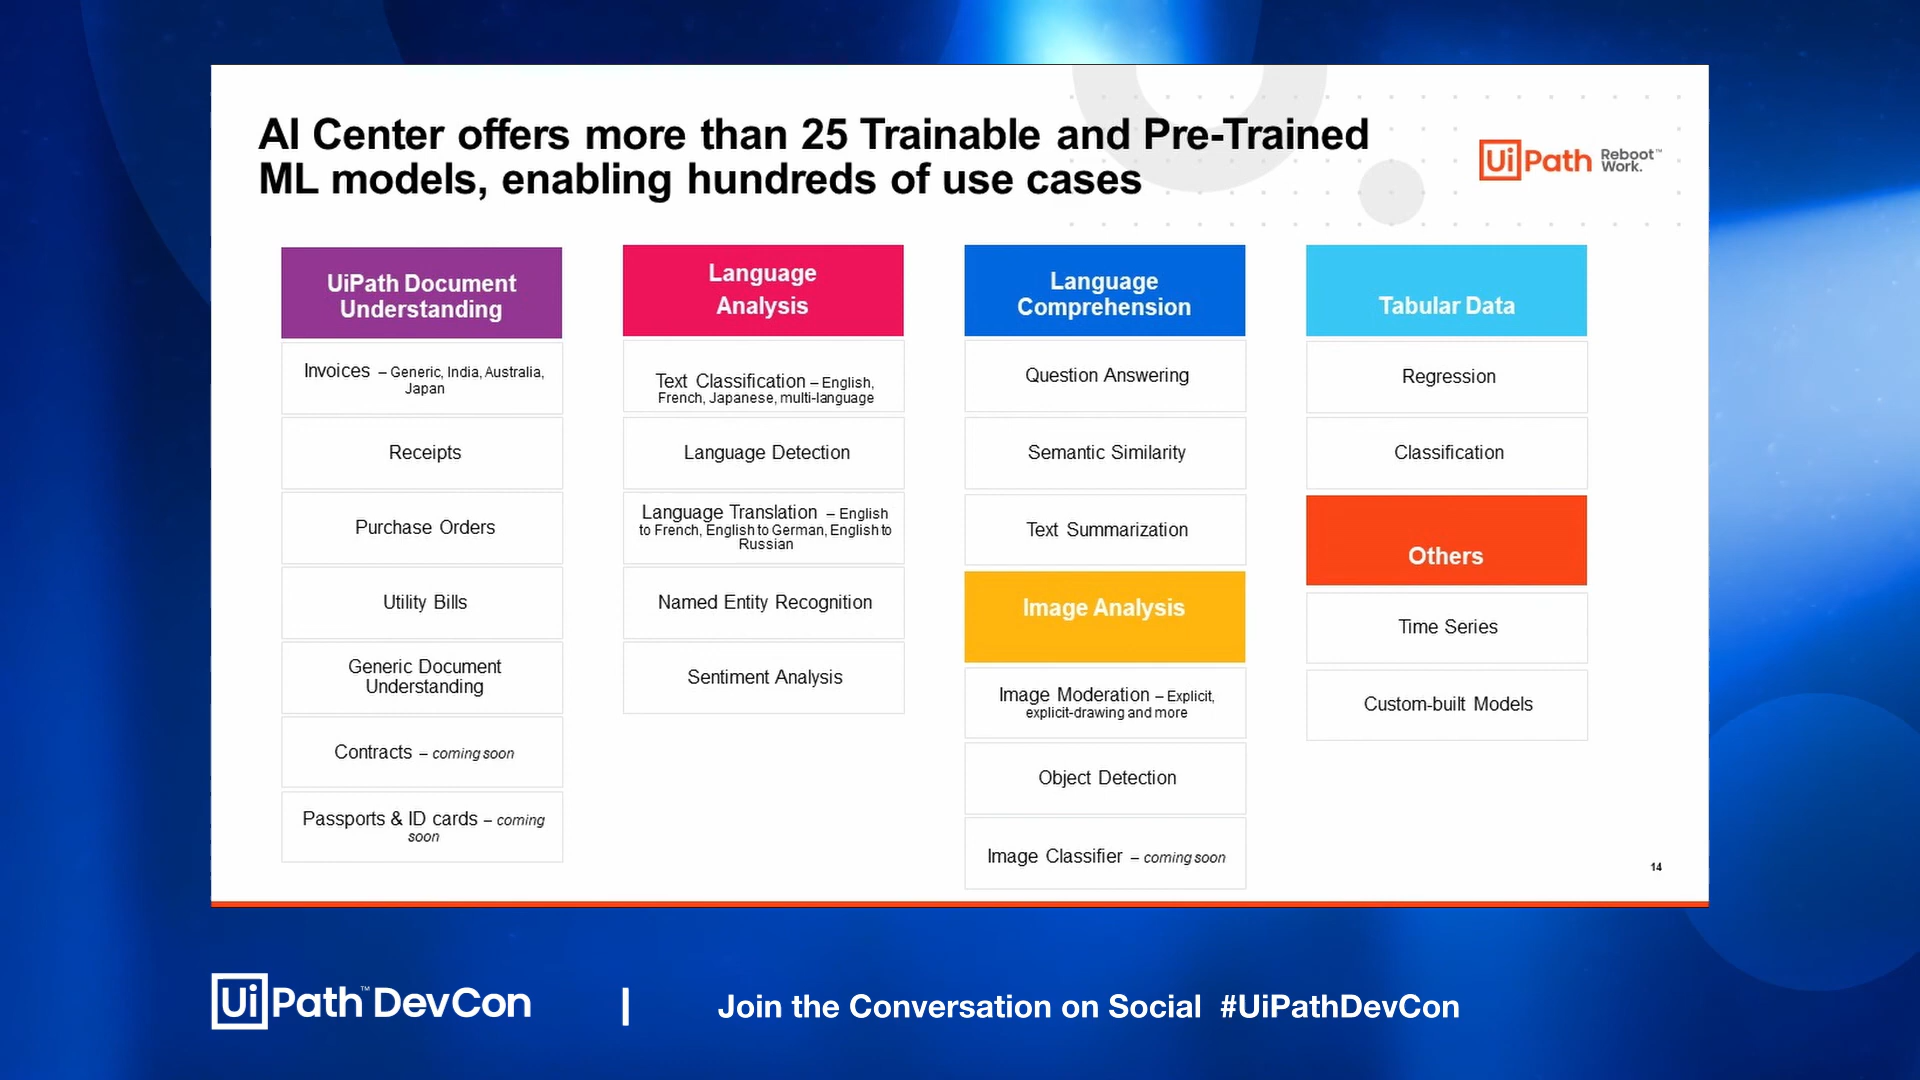 AI Center offers more than 25 Trainable and Pre-Trained
ML models, enabling hundreds of use cases
UiPath Reboot™
Work.
UiPath Document
Understanding
Invoices – Generic, India, Australia,
Japan
Receipts
Purchase Orders
Utility Bills
Generic Document
Understanding
Contracts – coming soon
Passports & ID cards – coming
soon
Language
Analysis
Text Classification – English,
French, Japanese, multi-language
Language Detection
Language Translation – English
to French, English to German, English to
Russian
Named Entity Recognition
Sentiment Analysis
Language
Comprehension
Question Answering
Semantic Similarity
Text Summarization
Image Analysis
Image Moderation – Explicit,
explicit-drawing and more
Object Detection
Image Classifier – coming soon
Tabular Data
Regression
Classification
Others
Time Series
Custom-built Models
14
UiPath™ DevCon | Join the Conversation on Social #UiPathDevCon